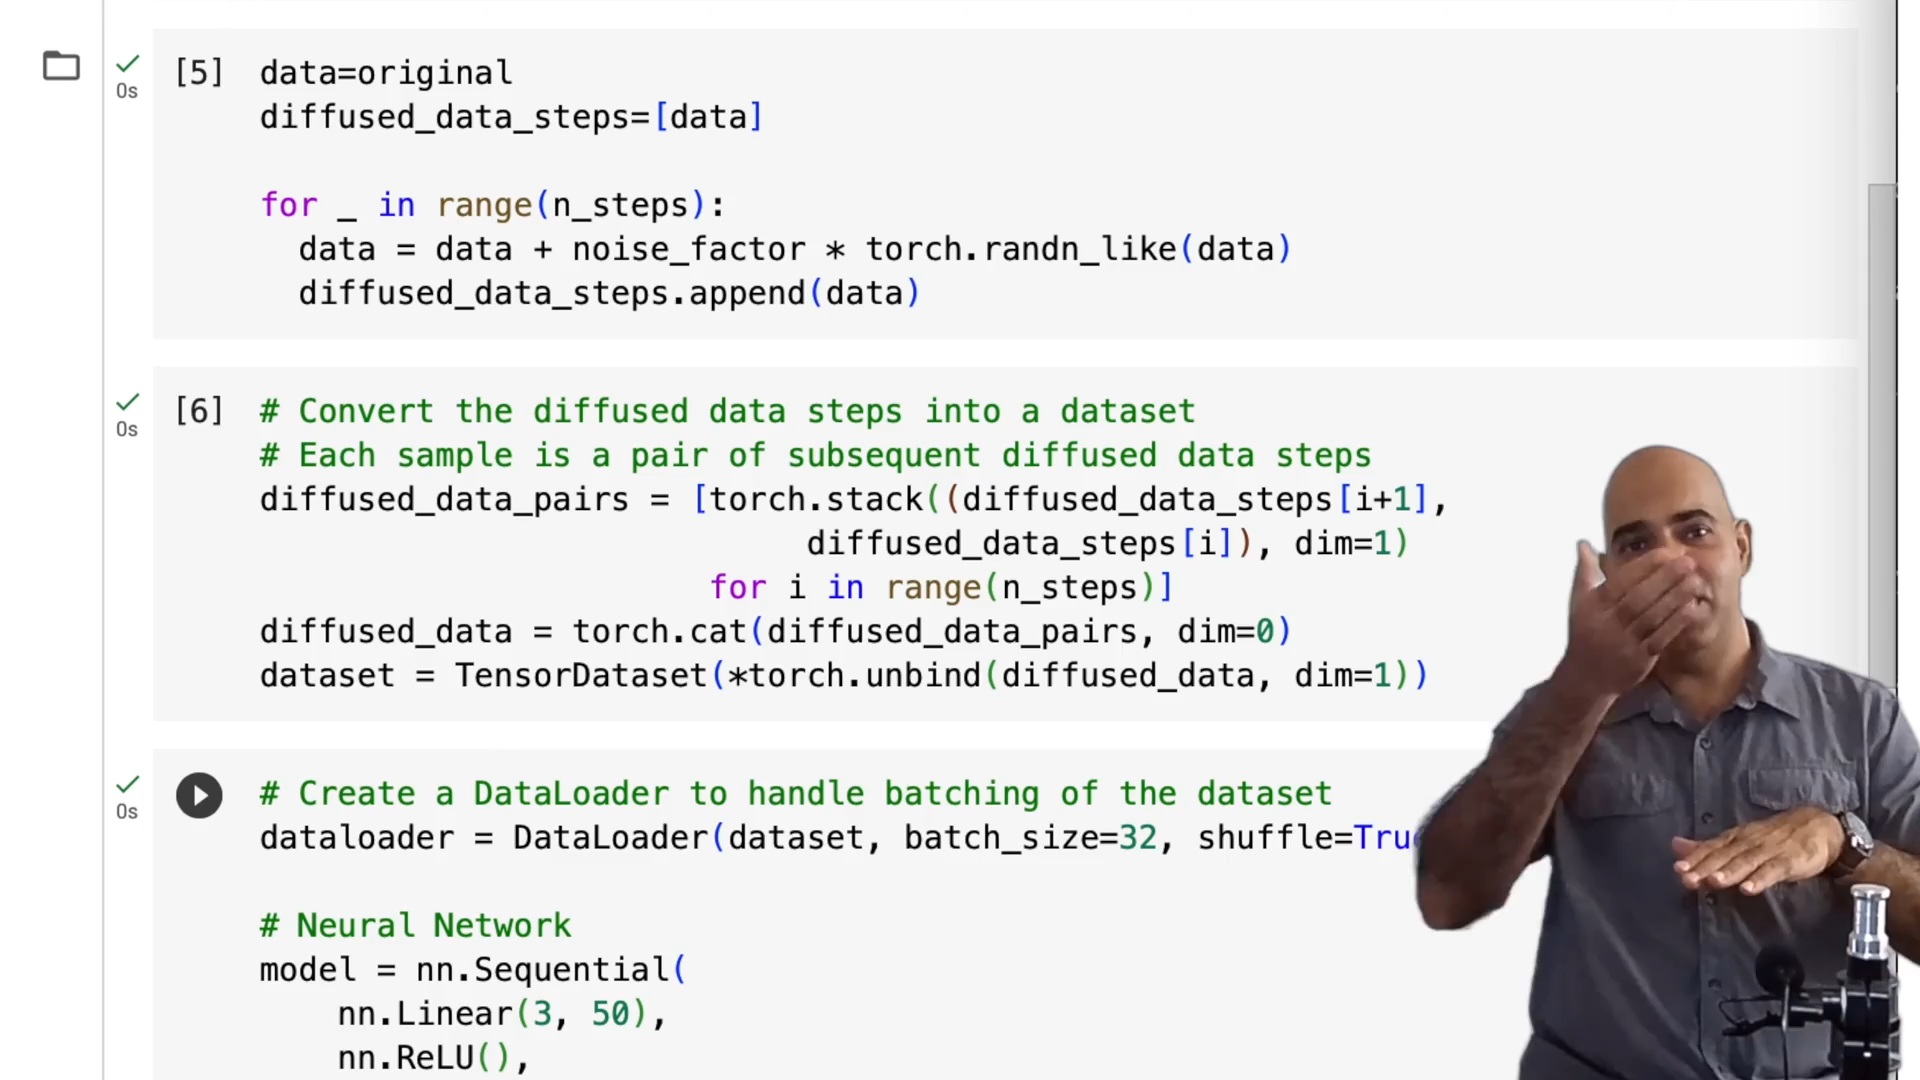 [5] data=original
0s
diffused_data_steps=[data]
for _ in range(n_steps):
data = data + noise_factor * torch.randn_like(data)
diffused_data_steps.append(data)
[6] # Convert the diffused data steps into a dataset
0s
# Each sample is a pair of subsequent diffused data steps
diffused_data_pairs = [torch.stack((diffused_data_steps[i+1],
diffused_data_steps[i]), dim=1)
for i in range(n_steps)]
diffused_data = torch.cat(diffused_data_pairs, dim=0)
dataset = TensorDataset(*torch.unbind(diffused_data, dim=1))
# Create a DataLoader to handle batching of the dataset
0s
dataloader = DataLoader(dataset, batch_size=32, shuffle=Tru
# Neural Network
model = nn.Sequential(
nn.Linear(3, 50),
nn.ReLU(),